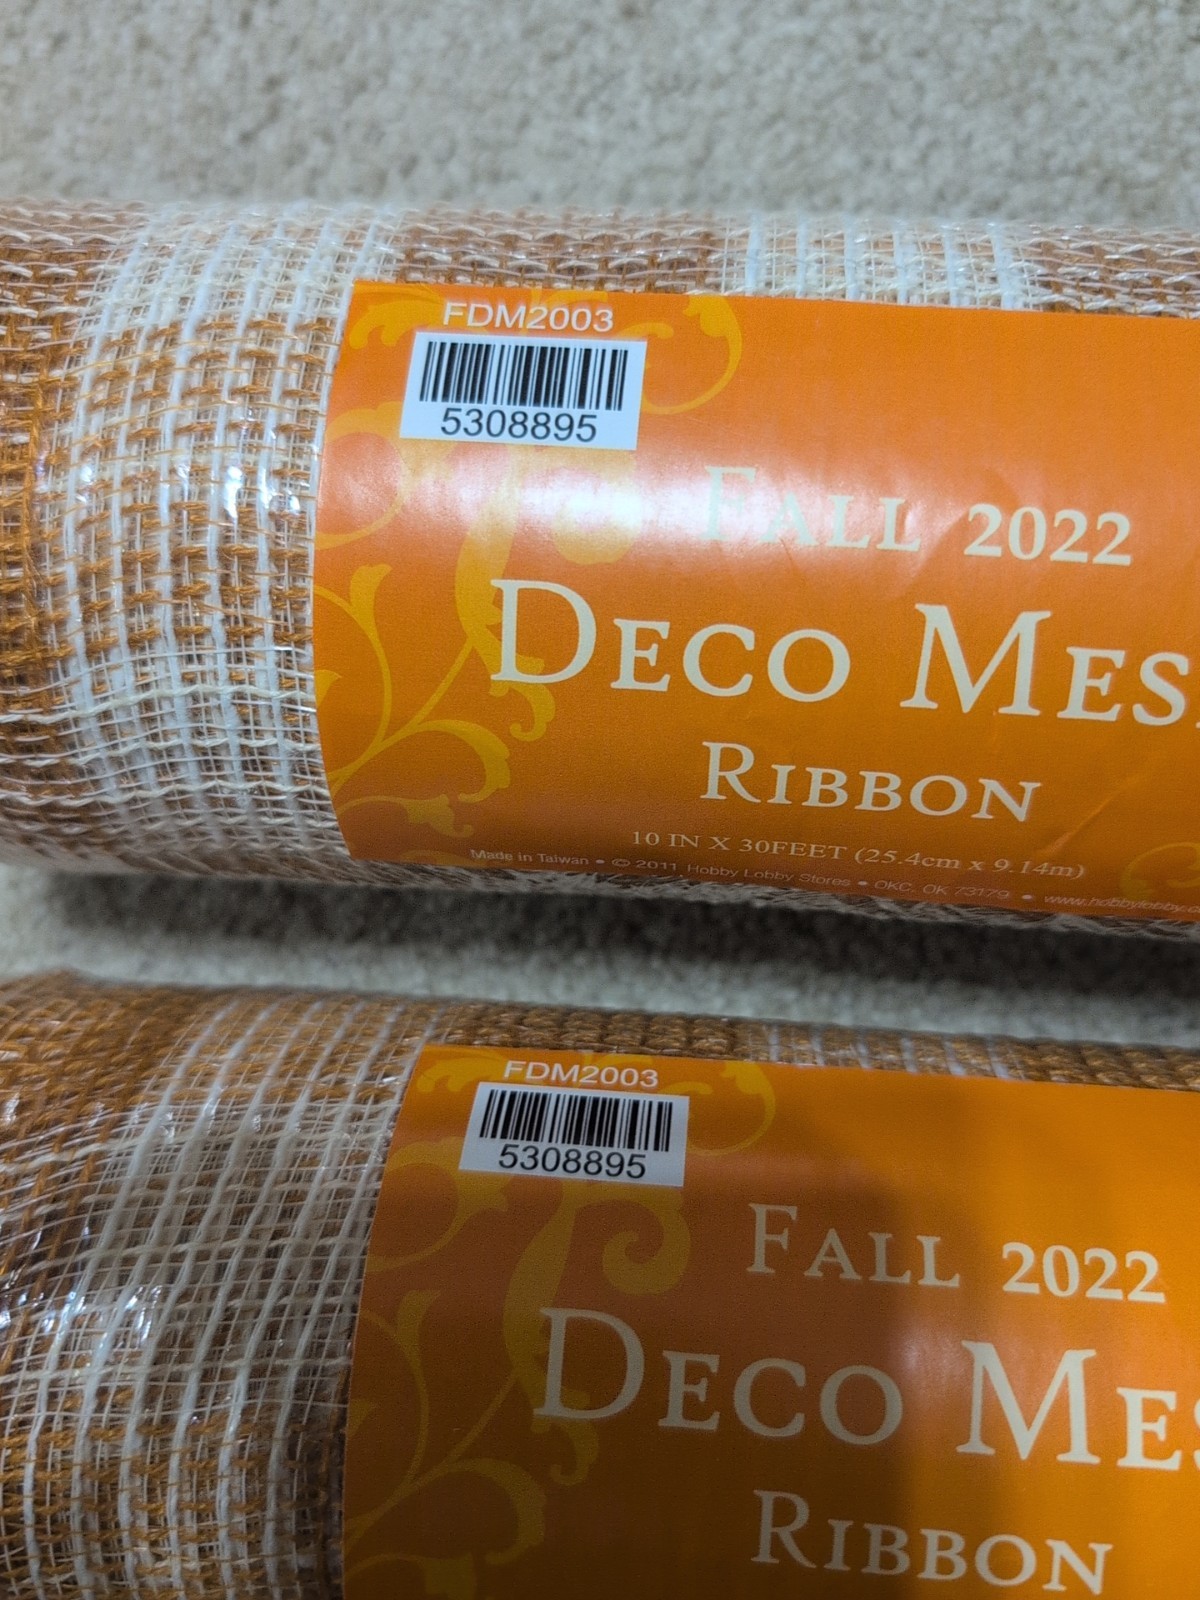 FDM2003
5308895
FALL 2022
DECO MES
RIBBON
10 IN X 30FEET (25.4cm x 9.14m)
Made in Taiwan • © 2011 Hobby Lobby Stores • OKC, OK 73179 • www.hobbylobby.c
FDM2003
5308895
FALL 2022
DECO MES
RIBBON